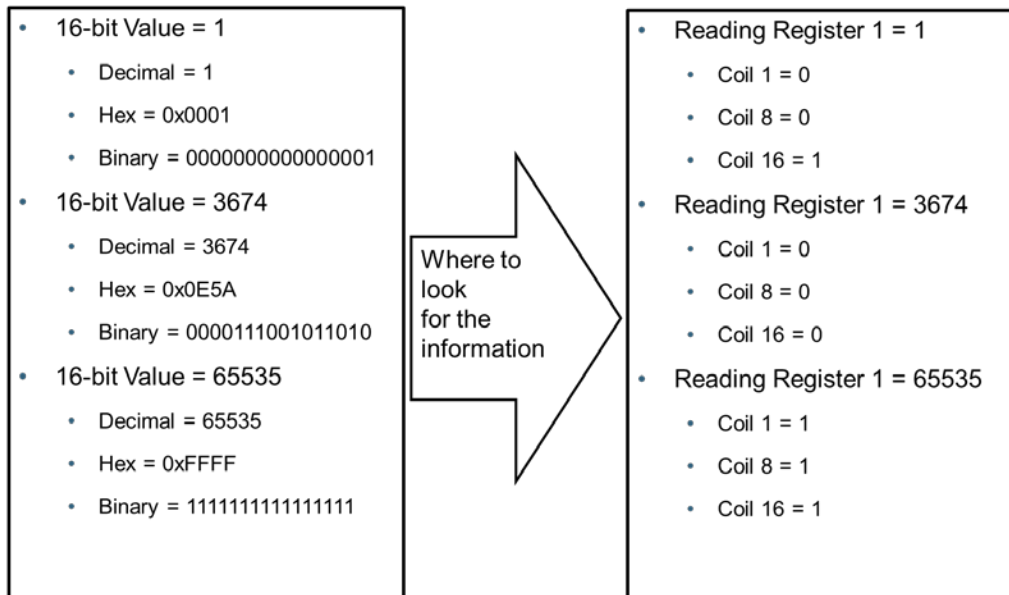 • 16-bit Value = 1
• Decimal = 1
• Hex = 0x0001
• Binary = 0000000000000001
• 16-bit Value = 3674
• Decimal = 3674
• Hex = 0x0E5A
• Binary = 0000111001011010
• 16-bit Value = 65535
• Decimal = 65535
• Hex = 0xFFFF
• Binary = 1111111111111111
Where to
look
for the
information
• Reading Register 1 = 1
• Coil 1 = 0
• Coil 8 = 0
• Coil 16 = 1
• Reading Register 1 = 3674
• Coil 1 = 0
• Coil 8 = 0
• Coil 16 = 0
• Reading Register 1 = 65535
• Coil 1 = 1
• Coil 8 = 1
• Coil 16 = 1